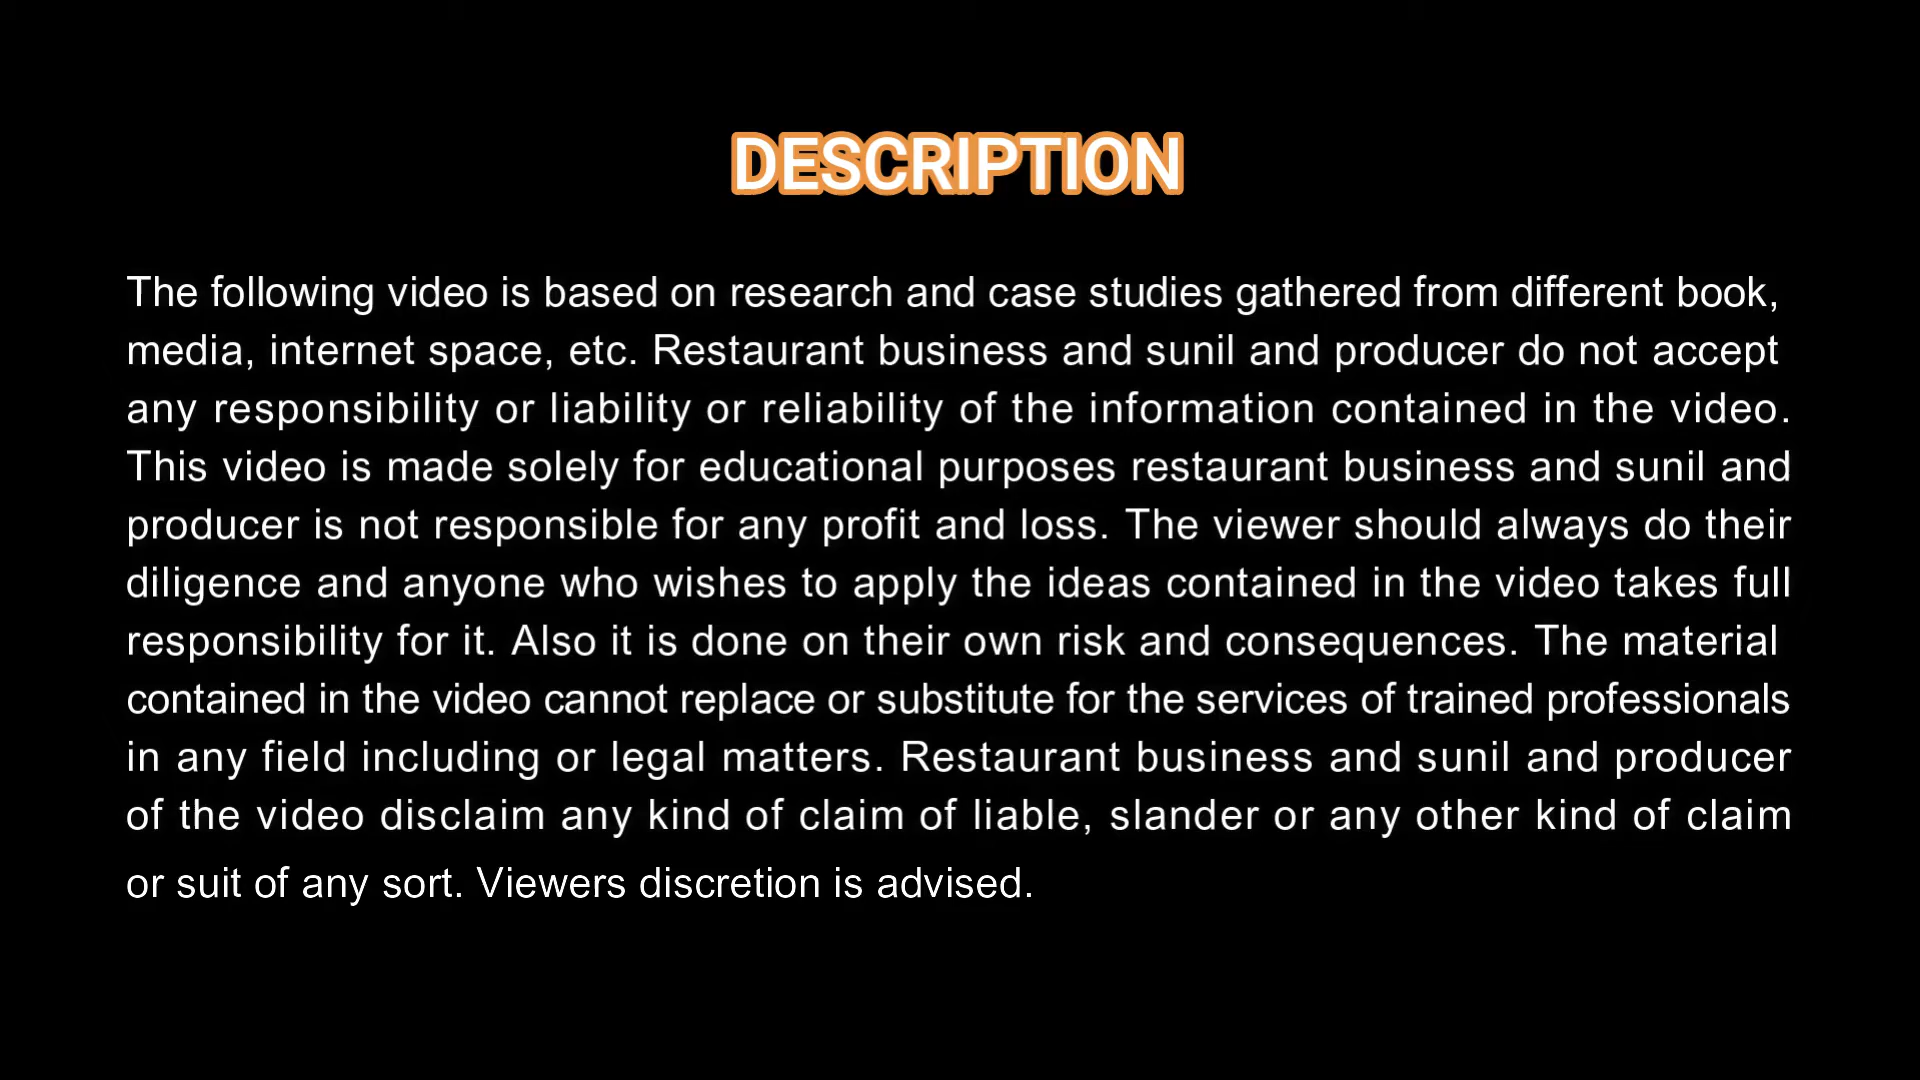 DESCRIPTION
The following video is based on research and case studies gathered from different book,
media, internet space, etc. Restaurant business and sunil and producer do not accept
any responsibility or liability or reliability of the information contained in the video.
This video is made solely for educational purposes restaurant business and sunil and
producer is not responsible for any profit and loss. The viewer should always do their
diligence and anyone who wishes to apply the ideas contained in the video takes full
responsibility for it. Also it is done on their own risk and consequences. The material
contained in the video cannot replace or substitute for the services of trained professionals
in any field including or legal matters. Restaurant business and sunil and producer
of the video disclaim any kind of claim of liable, slander or any other kind of claim
or suit of any sort. Viewers discretion is advised.